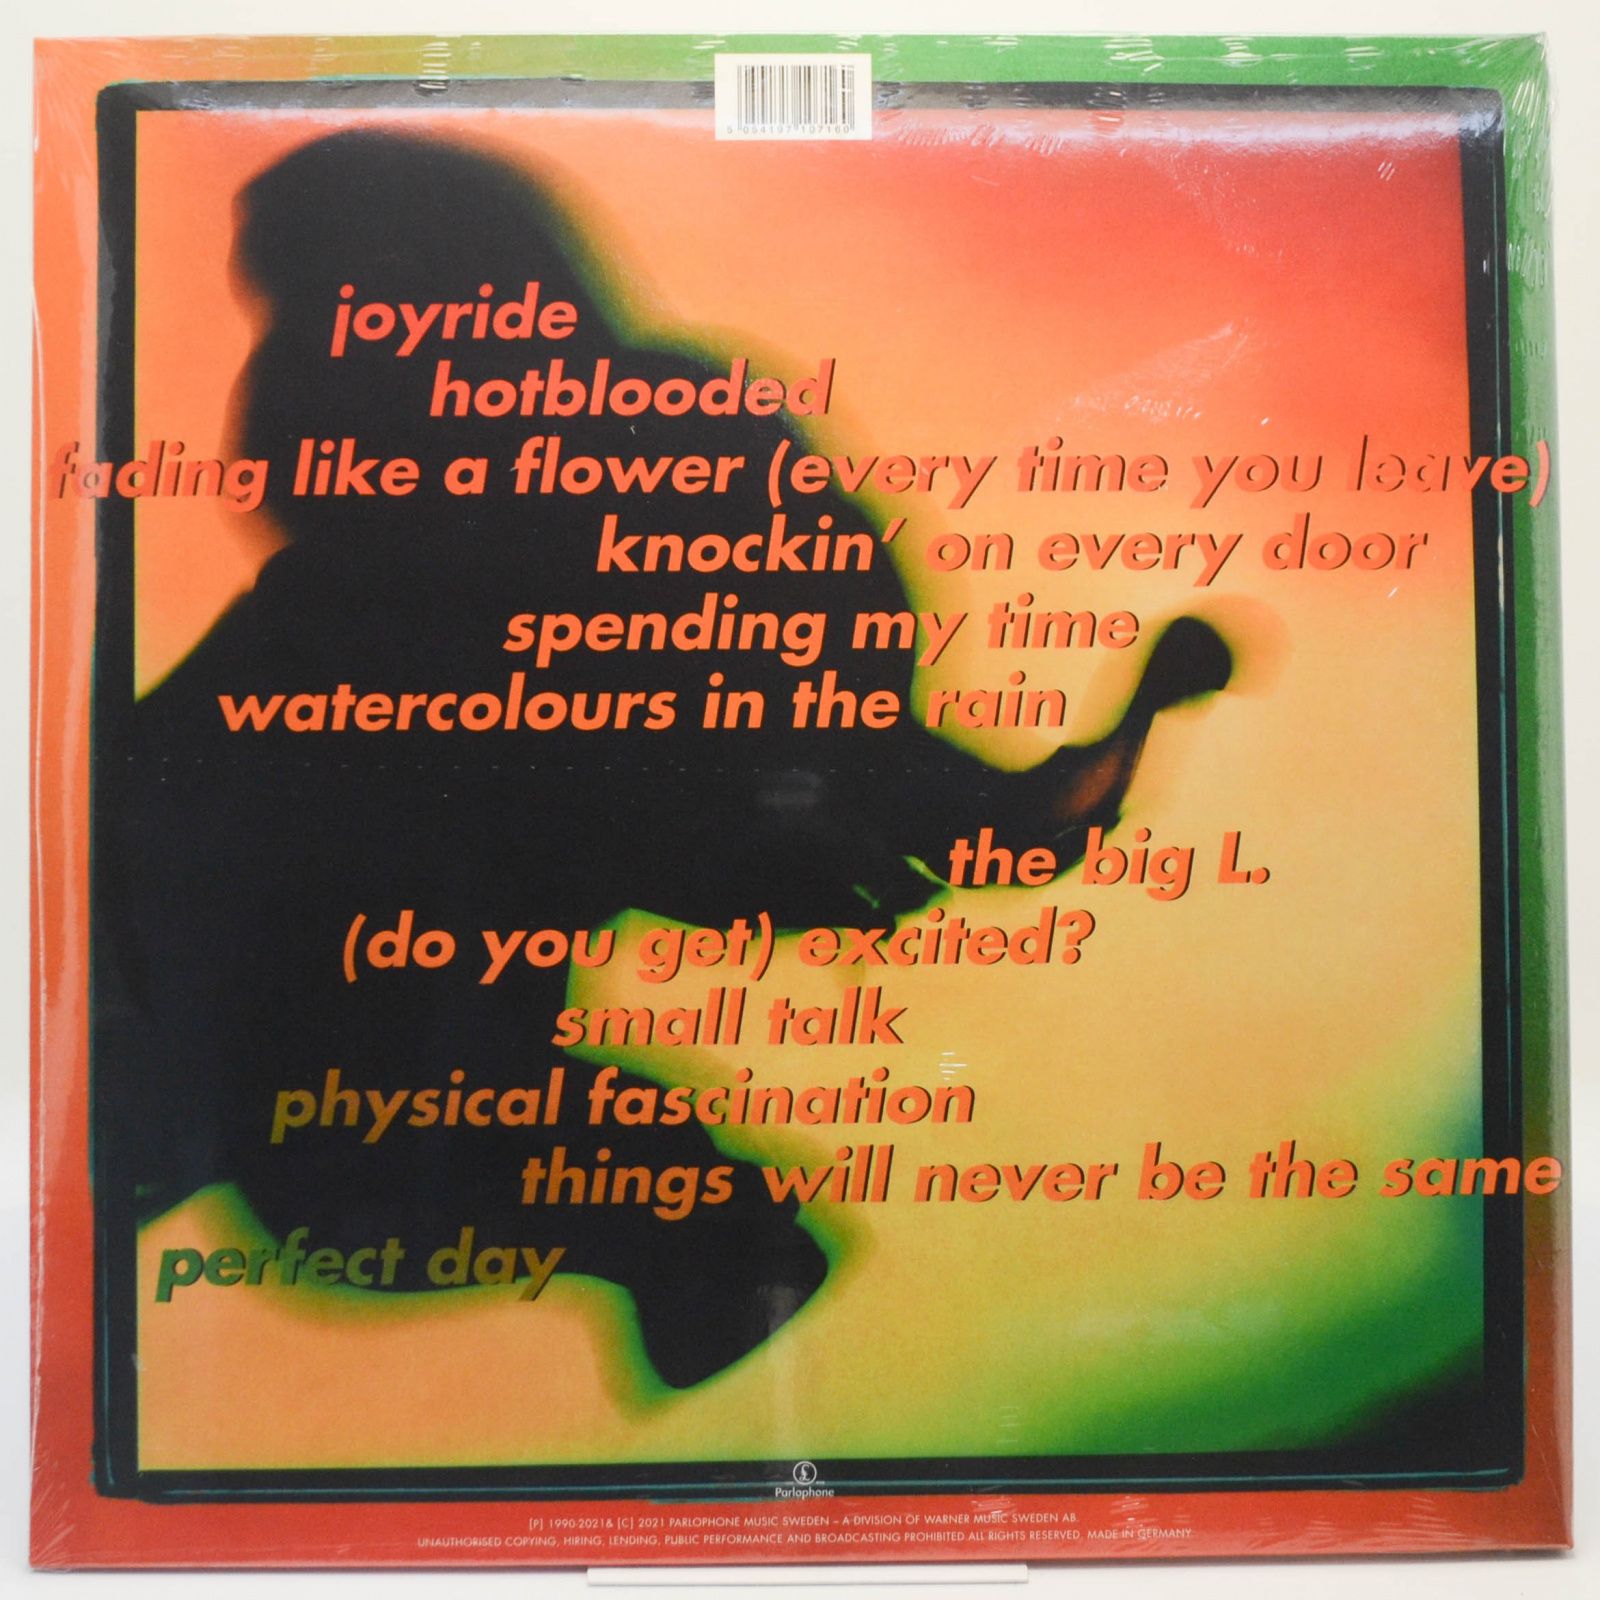 5 054197 107160
joyride
hotblooded
fading like a flower (every time you leave)
knockin' on every door
spending my time
watercolours in the rain
the big L.
(do you get) excited?
small talk
physical fascination
things will never be the same
perfect day
£
Parlophone
[P] 1990-2021& [C] 2021 PARLOPHONE MUSIC SWEDEN – A DIVISION OF WARNER MUSIC SWEDEN AB.
UNAUTHORISED COPYING, HIRING, LENDING, PUBLIC PERFORMANCE AND BROADCASTING PROHIBITED. ALL RIGHTS RESERVED. MADE IN GERMANY